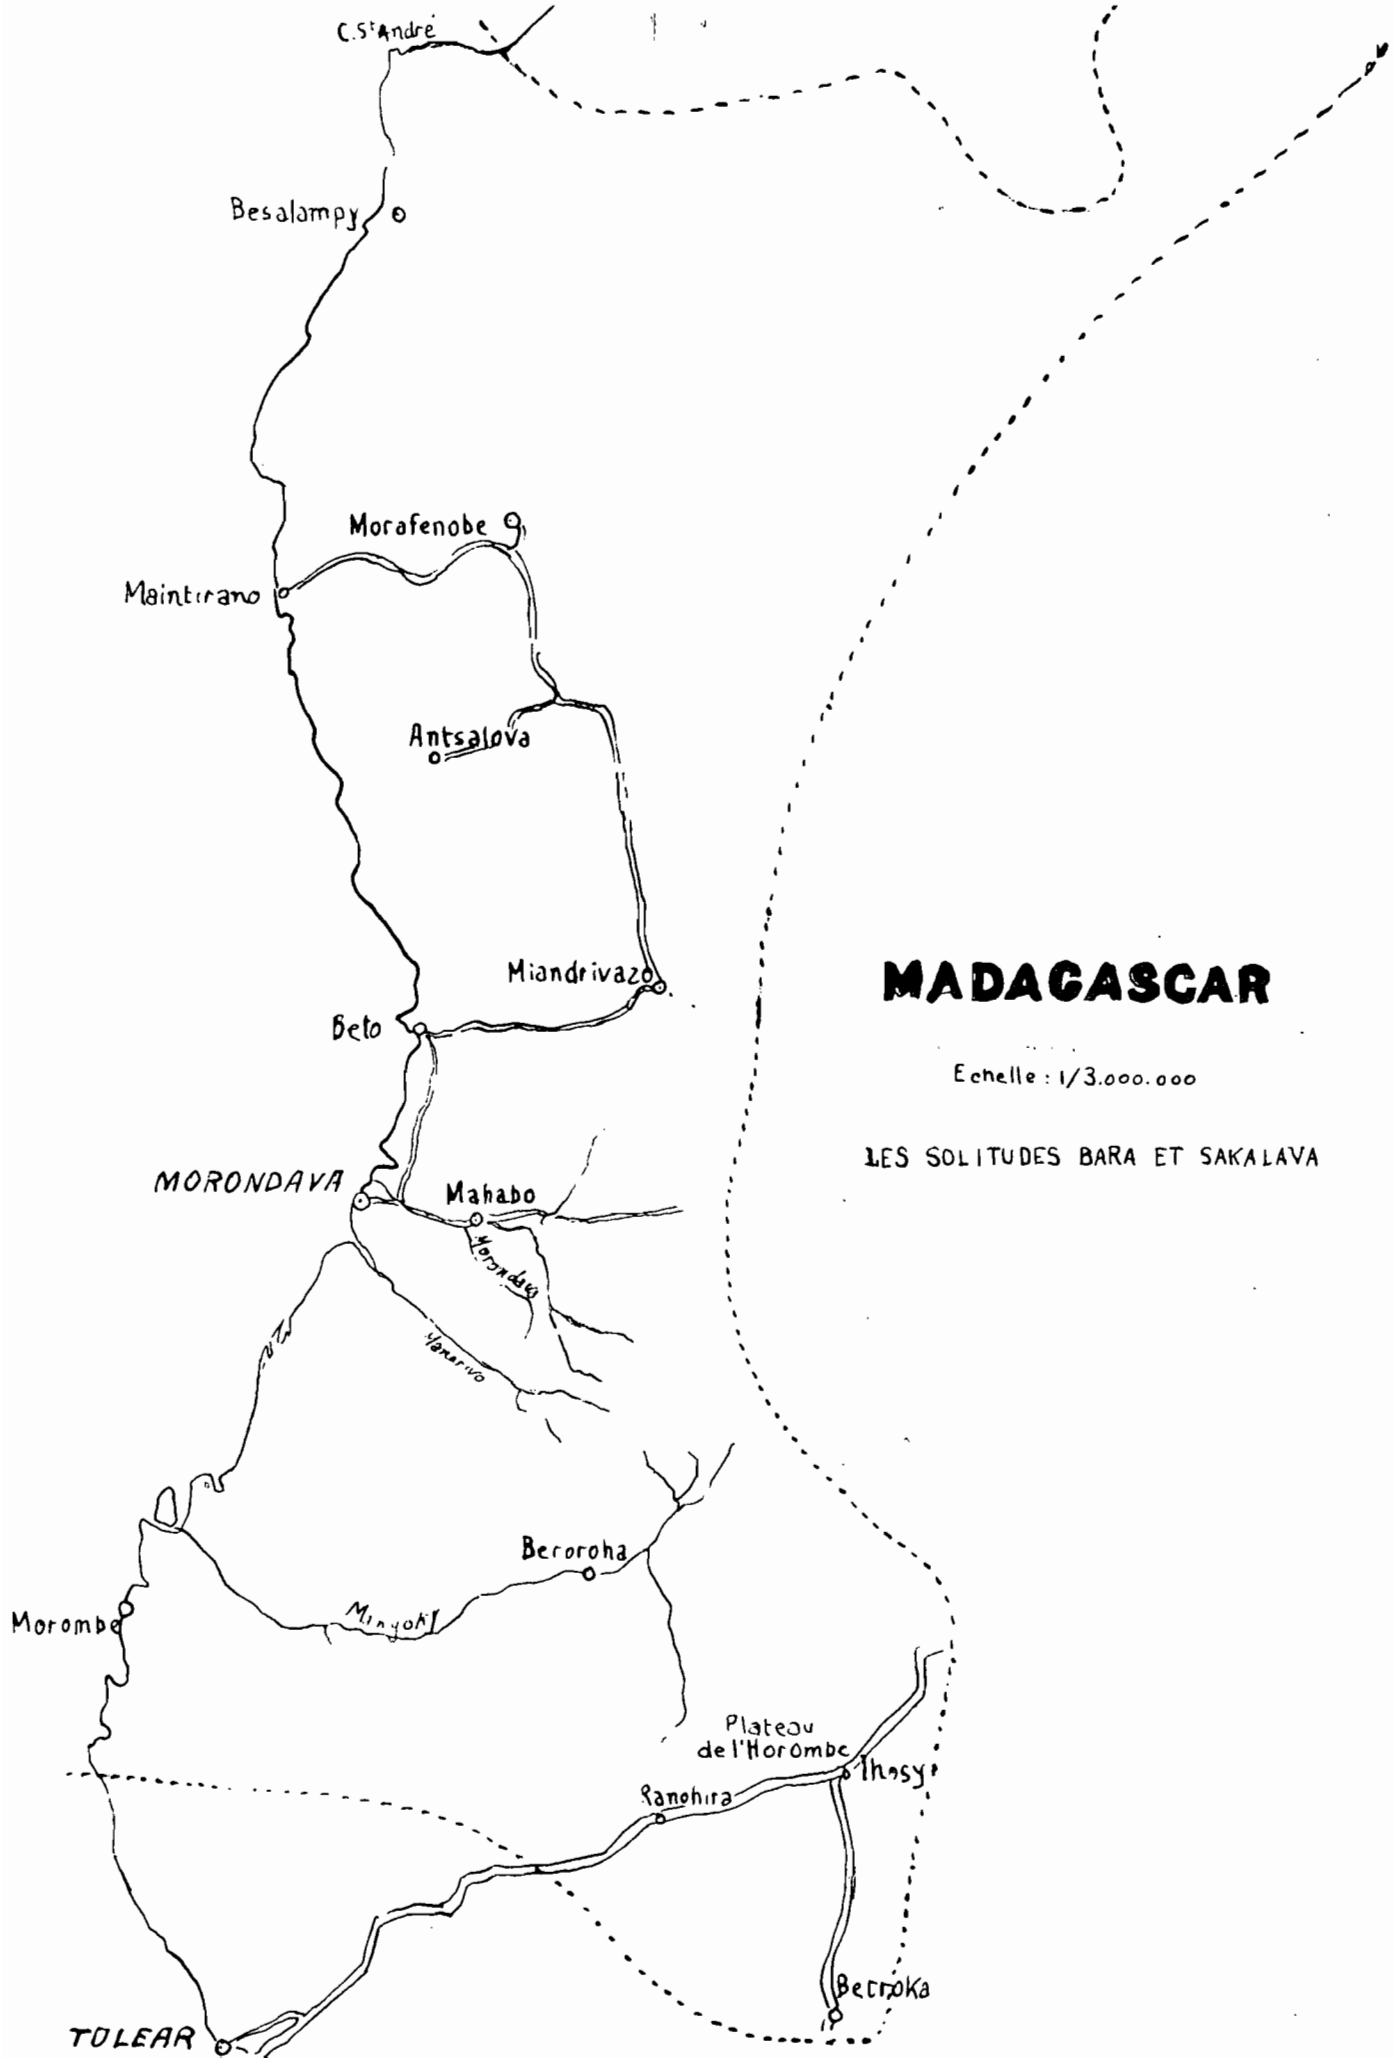 C. St André
Besalampy
Morafenobe
Maintirano
Antsalova
Miandrivazo
Beto
MADAGASCAR
Echelle : 1/3.000.000
LES SOLITUDES BARA ET SAKALAVA
MORONDAVA
Mahabo
Morondava
Manarivo
Beroroha
Morombe
Mangoky
Plateau
de l'Horombe
Ihosy
Ranohira
Betroka
TULEAR